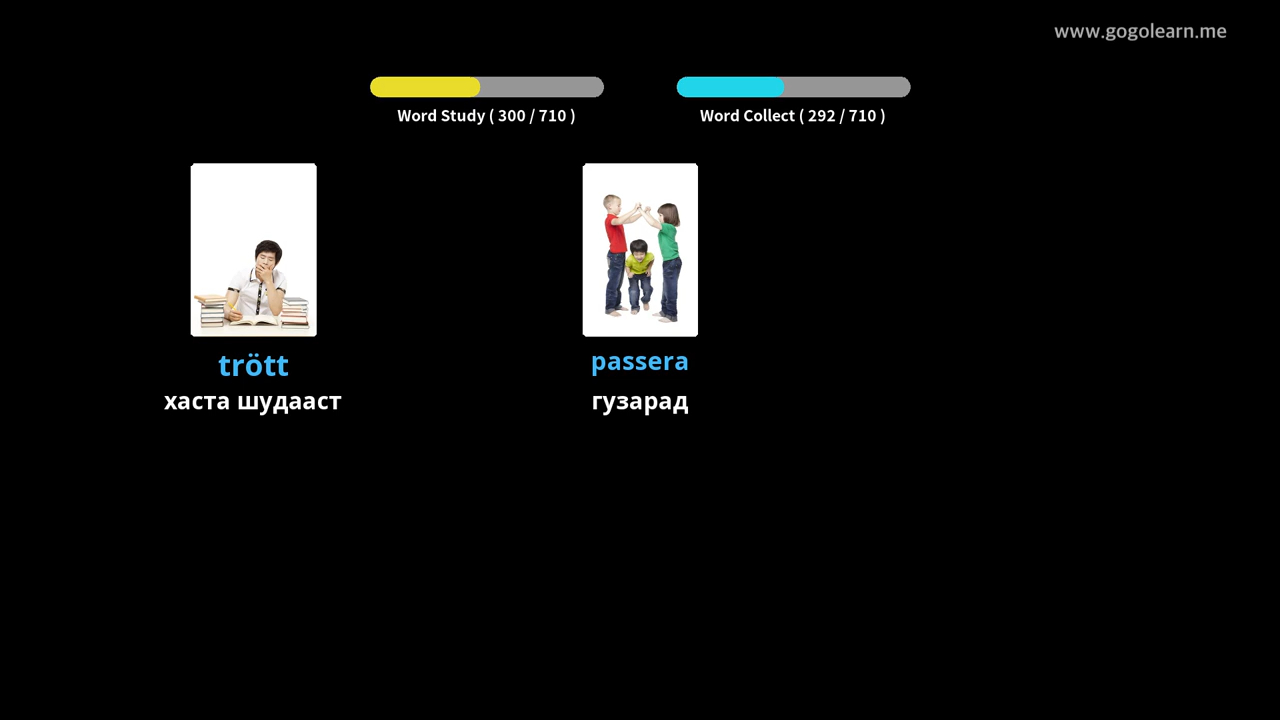 www.gogolearn.me
Word Study ( 300 / 710 )
Word Collect ( 292 / 710 )
trött
хаста шудааст
passera
гузарад